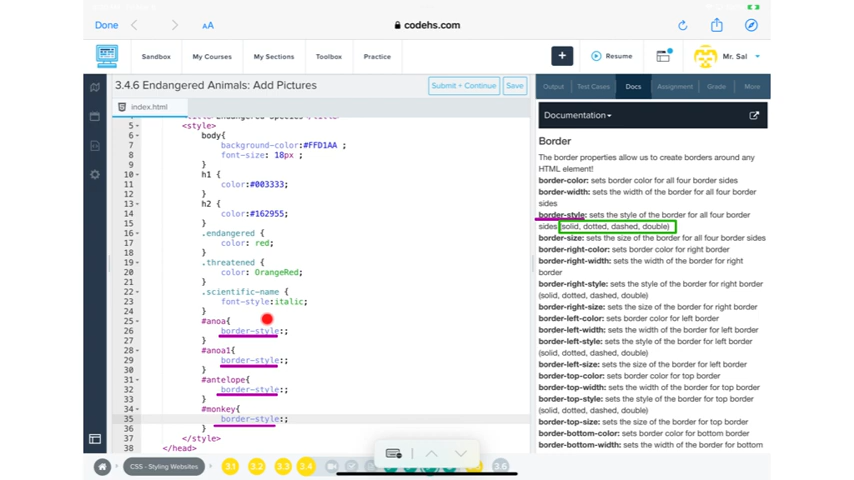 Done
AA
codehs.com
Sandbox
My Courses
My Sections
Toolbox
Practice
+
Resume
Mr. Sal
3.4.6 Endangered Animals: Add Pictures
Submit + Continue
Save
Output
Test Cases
Docs
Assignment
Grade
More
index.html
5 <style>
6 body{
7 background-color:#FFD1AA ;
8 font-size: 18px ;
9 }
10 h1 {
11 color:#003333;
12 }
13 h2 {
14 color:#162955;
15 }
16 .endangered {
17 color: red;
18 }
19 .threatened {
20 color: OrangeRed;
21 }
22 .scientific-name {
23 font-style:italic;
24 }
25 #anoa{
26 border-style:;
27 }
28 #anoa1{
29 border-style:;
30 }
31 #antelope{
32 border-style:;
33 }
34 #monkey{
35 border-style:;
36 }
37 </style>
38 </head>
Documentation
Border
The border properties allow us to create borders around any
HTML element!
border-color: sets border color for all four border sides
border-width: sets the width of the border for all four border
sides
border-style: sets the style of the border for all four border
sides (solid, dotted, dashed, double)
border-size: sets the size of the border for all four border sides
border-right-color: sets border color for right border
border-right-width: sets the width of the border for right
border
border-right-style: sets the style of the border for right border
(solid, dotted, dashed, double)
border-right-size: sets the size of the border for right border
border-left-color: sets border color for left border
border-left-width: sets the width of the border for left border
border-left-style: sets the style of the border for left border
(solid, dotted, dashed, double)
border-left-size: sets the size of the border for left border
border-top-color: sets border color for top border
border-top-width: sets the width of the border for top border
border-top-style: sets the style of the border for top border
(solid, dotted, dashed, double)
border-top-size: sets the size of the border for top border
border-bottom-color: sets border color for bottom border
border-bottom-width: sets the width of the border for bottom
CSS - Styling Websites
3.1
3.2
3.3
3.4
3.6